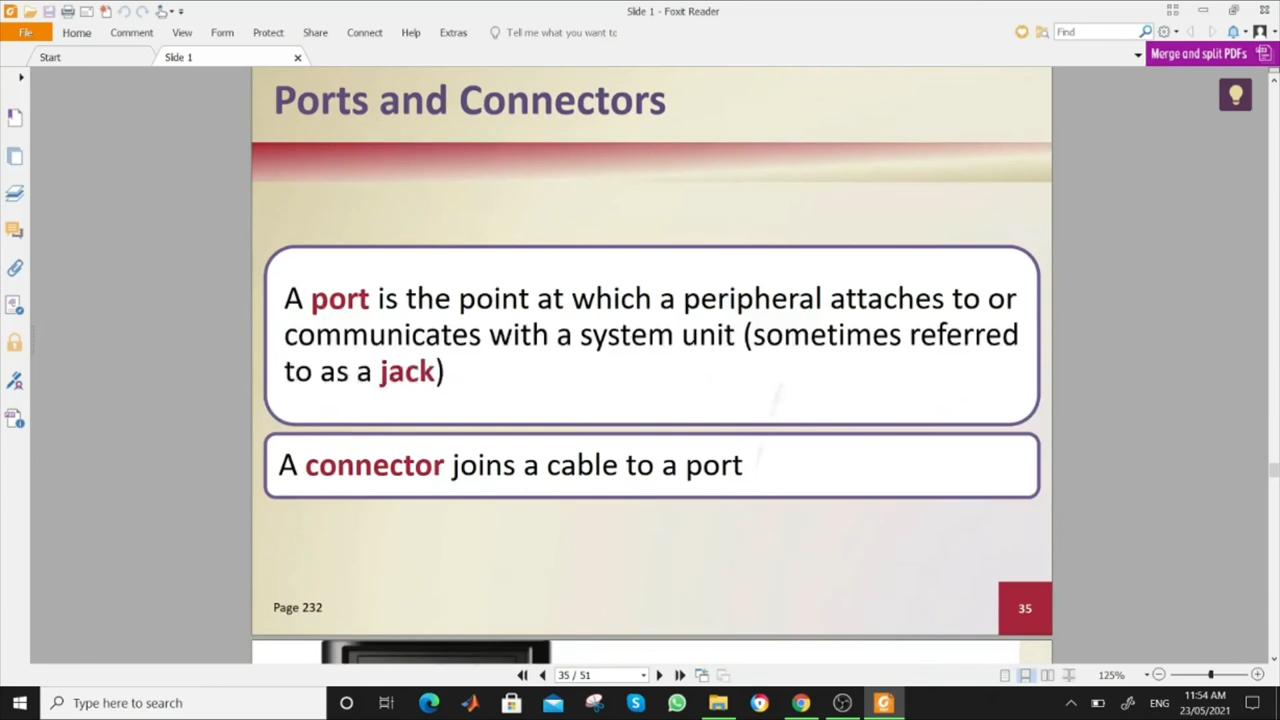 Slide 1 - Foxit Reader
File Home Comment View Form Protect Share Connect Help Extras Tell me what you want to Find
Start Slide 1 Merge and split PDFs
Ports and Connectors
A port is the point at which a peripheral attaches to or
communicates with a system unit (sometimes referred
to as a jack)
A connector joins a cable to a port
Page 232 35
35 / 51 125%
Type here to search ENG 11:54 AM
23/05/2021